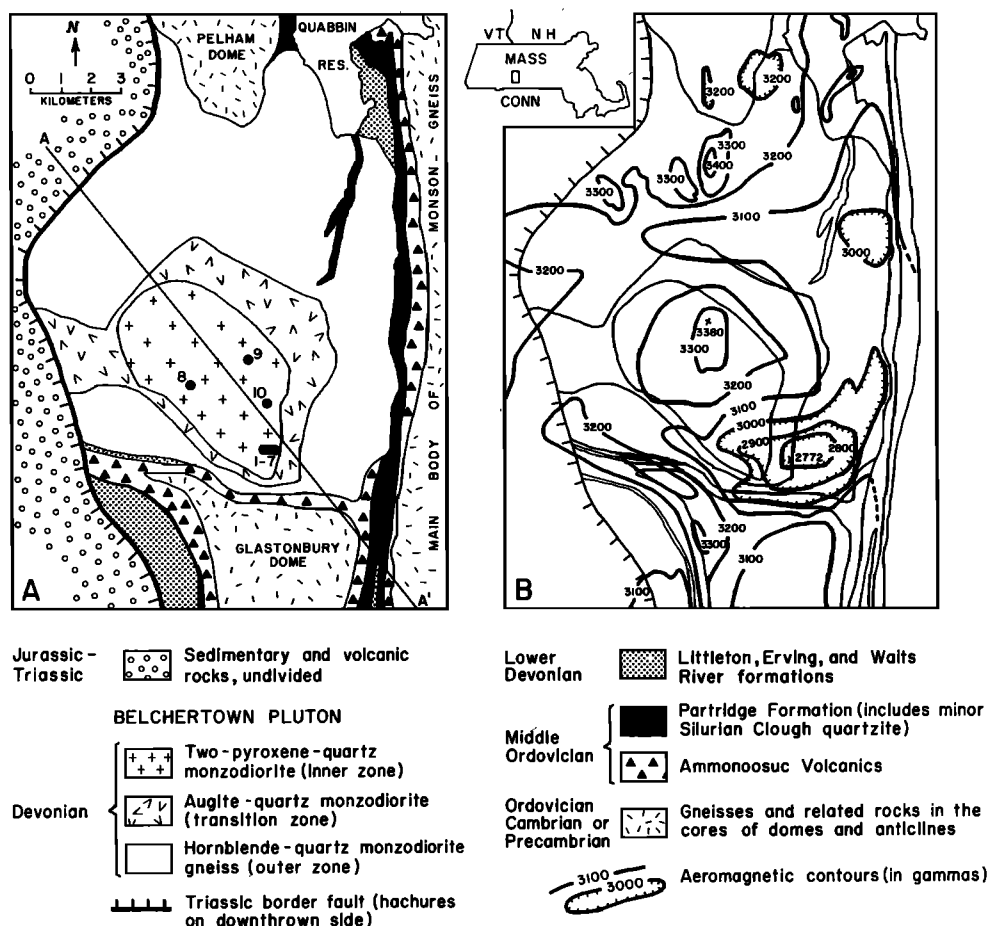 N
0 1 2 3
KILOMETERS
PELHAM
DOME
QUABBIN
RES.
MAIN BODY OF MONSON GNEISS
A
9
8
10
1-7
GLASTONBURY
DOME
A
A'
VT
NH
MASS
CONN
3200
3200
3300
3400
3200
3300
3300
3100
3000
3200
3380
3300
3200
3100
3000
2900
2800
2772
3200
3200
3300
3100
3100
B
Jurassic-
Triassic
Sedimentary and volcanic
rocks, undivided
BELCHERTOWN PLUTON
Devonian
Two-pyroxene-quartz
monzodiorite (inner zone)
Augite-quartz monzodiorite
(transition zone)
Hornblende-quartz monzodiorite
gneiss (outer zone)
Triassic border fault (hachures
on downthrown side)
Lower
Devonian
Littleton, Erving, and Waits
River formations
Middle
Ordovician
Partridge Formation (includes minor
Silurian Clough quartzite)
Ammonoosuc Volcanics
Ordovician
Cambrian or
Precambrian
Gneisses and related rocks in the
cores of domes and anticlines
3100
3000
Aeromagnetic contours (in gammas)